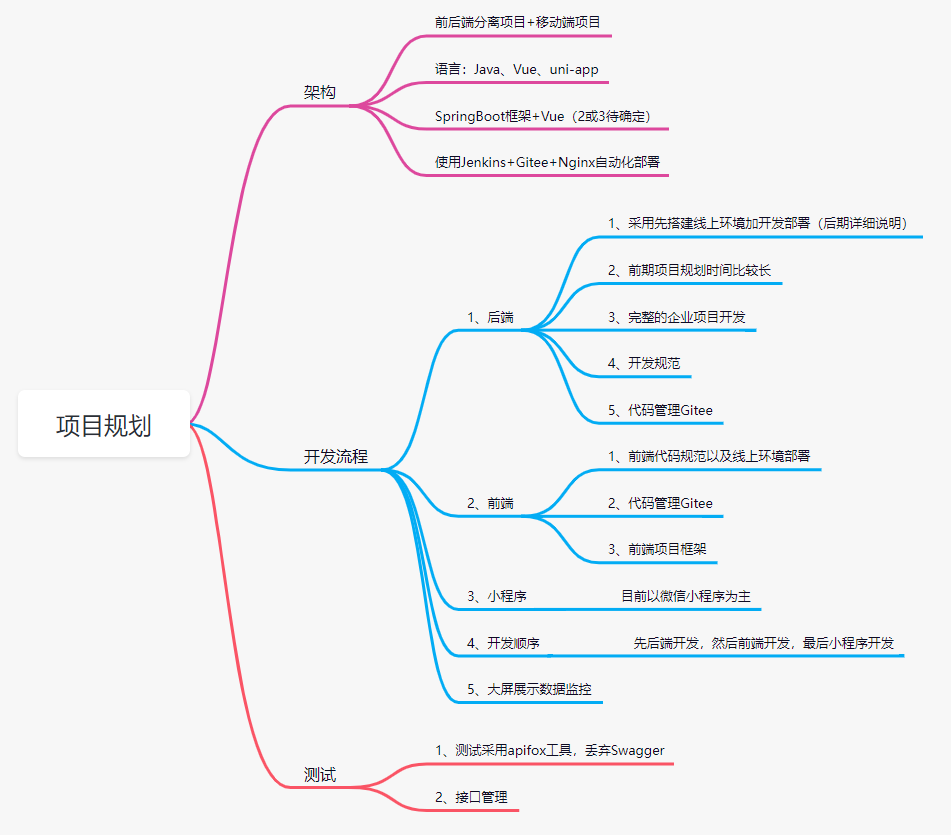 项目规划
架构
前后端分离项目+移动端项目
语言：Java、Vue、uni-app
SpringBoot框架+Vue（2或3待确定）
使用Jenkins+Gitee+Nginx自动化部署
开发流程
1、后端
1、采用先搭建线上环境加开发部署（后期详细说明）
2、前期项目规划时间比较长
3、完整的企业项目开发
4、开发规范
5、代码管理Gitee
2、前端
1、前端代码规范以及线上环境部署
2、代码管理Gitee
3、前端项目框架
3、小程序
目前以微信小程序为主
4、开发顺序
先后端开发，然后前端开发，最后小程序开发
5、大屏展示数据监控
测试
1、测试采用apifox工具，丢弃Swagger
2、接口管理